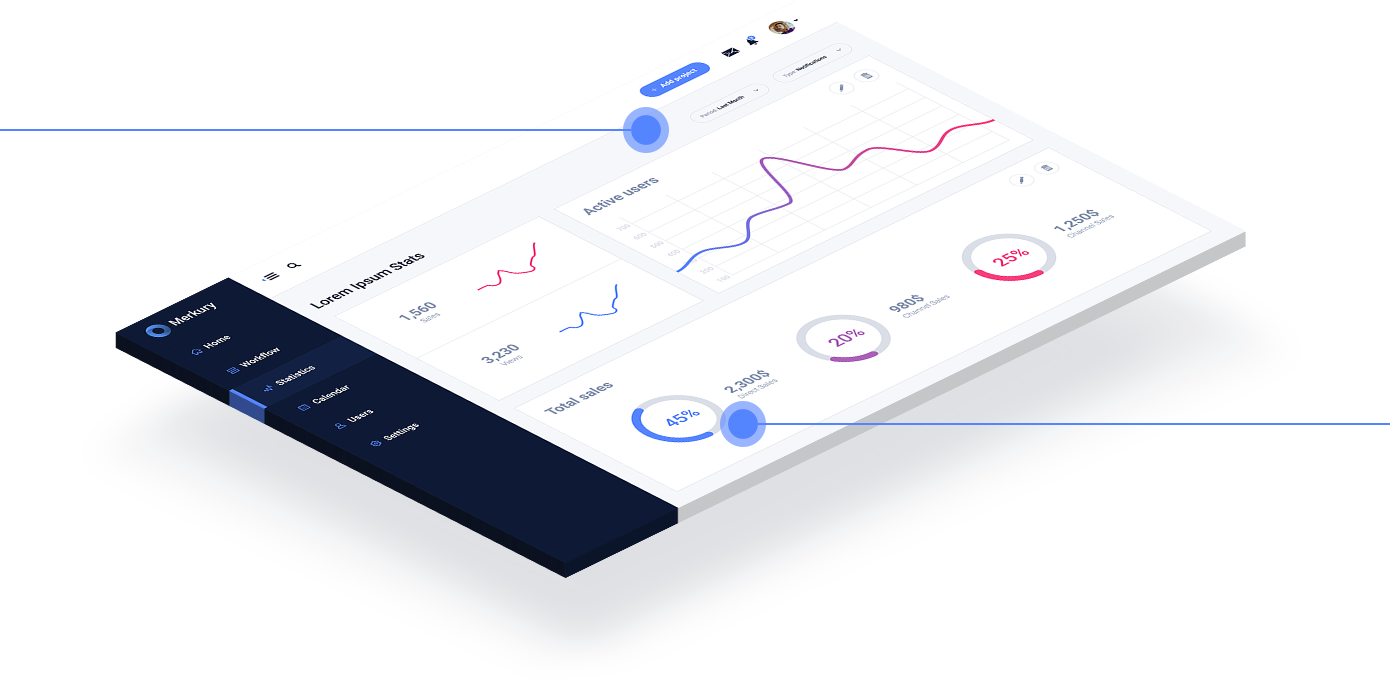 Merkury
Home
Workflow
Statistics
Calendar
Users
Settings
+ Add project
Lorem Ipsum Stats
Period: Last Month
Type: Notifications
1,560
Sales
3,230
Views
Active users
700
600
500
400
200
100
Total sales
45%
2,300$
Direct Sales
20%
980$
Channel Sales
25%
1,250$
Channel Sales